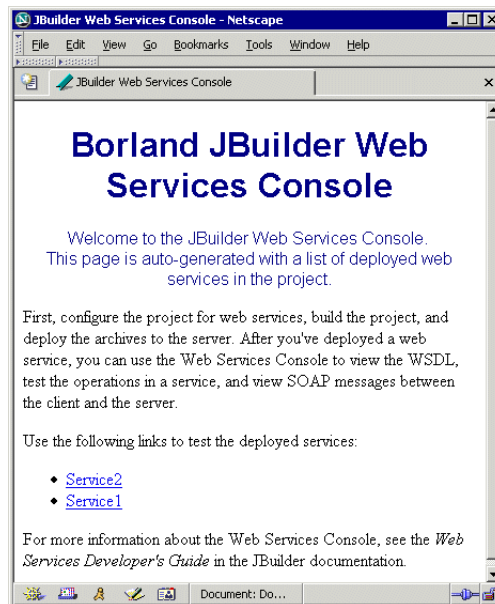 JBuilder Web Services Console - Netscape
File Edit View Go Bookmarks Tools Window Help
JBuilder Web Services Console
Borland JBuilder Web
Services Console
Welcome to the JBuilder Web Services Console.
This page is auto-generated with a list of deployed web
services in the project.
First, configure the project for web services, build the project, and
deploy the archives to the server. After you've deployed a web
service, you can use the Web Services Console to view the WSDL,
test the operations in a service, and view SOAP messages between
the client and the server.
Use the following links to test the deployed services:
• Service2
• Service1
For more information about the Web Services Console, see the Web
Services Developer's Guide in the JBuilder documentation.
Document: Do...